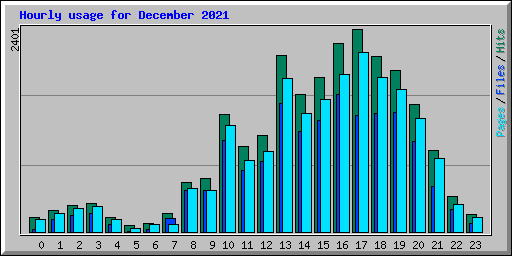 Hourly usage for December 2021
2401
Pages / Files / Hits
0 1 2 3 4 5 6 7 8 9 10 11 12 13 14 15 16 17 18 19 20 21 22 23